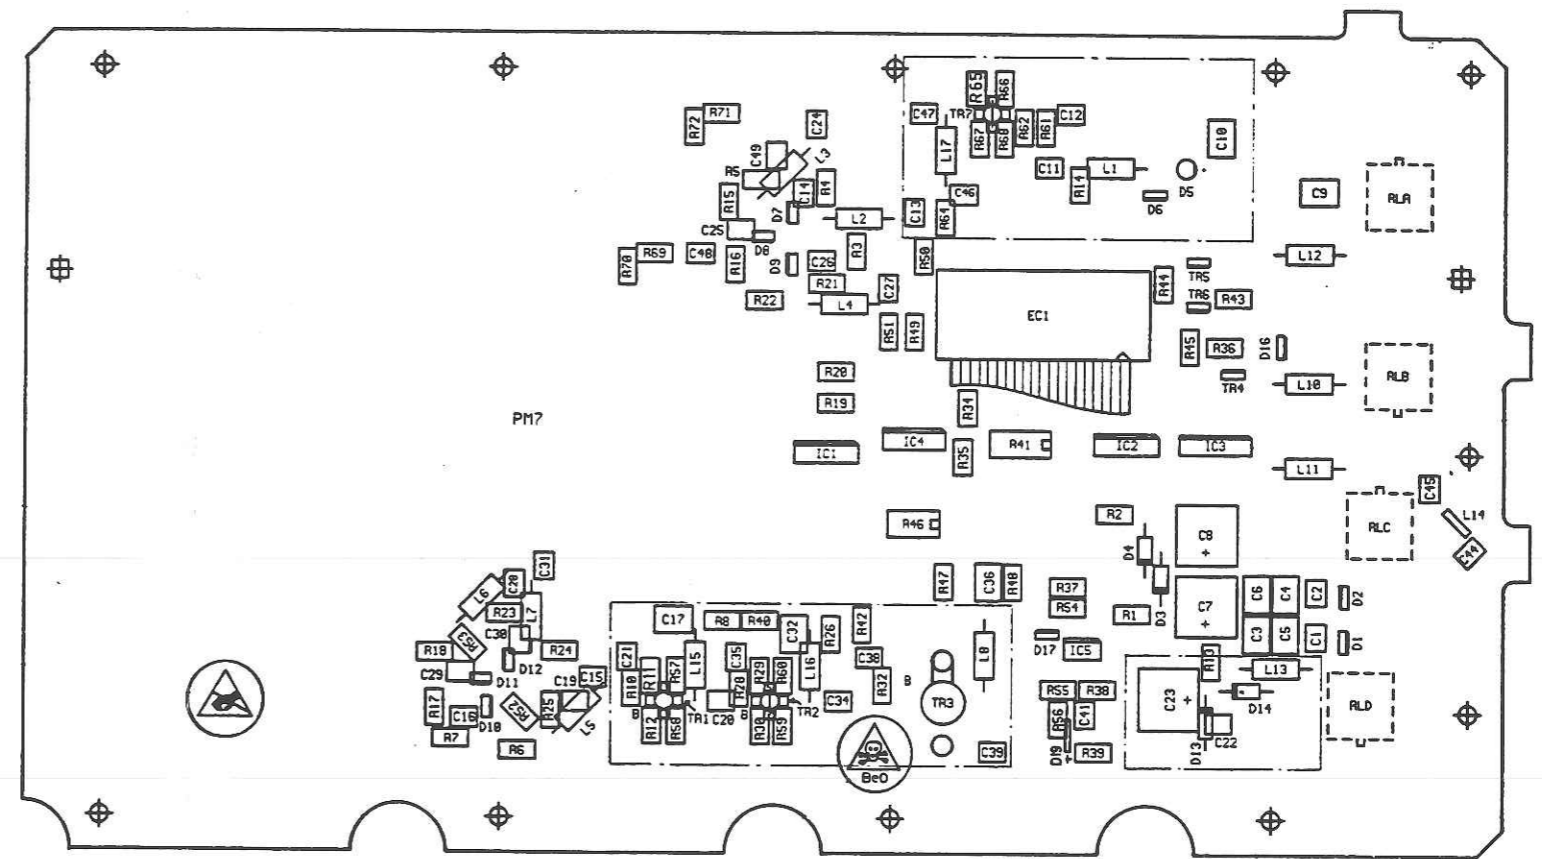 R65
R66
C47
TR7
R67
R68
R62
R61
C12
C10
L17
C11
R14
L1
D5
D6
C46
C13
R64
R50
R71
R72
C24
C49
L3
R5
R15
C14
R4
D7
L2
C25
D8
C9
RLA
R69
R70
C48
R16
D9
C26
R3
R21
C27
R22
L4
R51
R49
EC1
R44
TR5
TR6
R43
L12
R45
R36
D16
TR4
L10
RLB
R20
R19
PM7
R34
IC1
IC4
R35
R41
IC2
IC3
L11
C45
L14
C44
RLC
R46
R2
C8
+
D4
D3
C31
C28
L6
R23
L7
C30
R53
R18
R24
C29
D12
D11
C19
C15
R17
C16
D10
R52
R25
L5
R7
R6
C17
R8
R40
C32
R26
R42
R47
C36
R48
R37
R54
R1
C7
+
C6
C4
C2
D2
C3
C5
C1
D1
C21
R10
R11
R57
L15
C35
R28
R29
R60
L16
C38
R32
L8
B
TR3
D17
IC5
R13
L13
B
R12
R58
TR1
C20
B
R30
R59
TR2
C34
R55
R38
R56
C41
C23
+
D14
RLD
BeO
C39
D19
+
R39
D13
C22